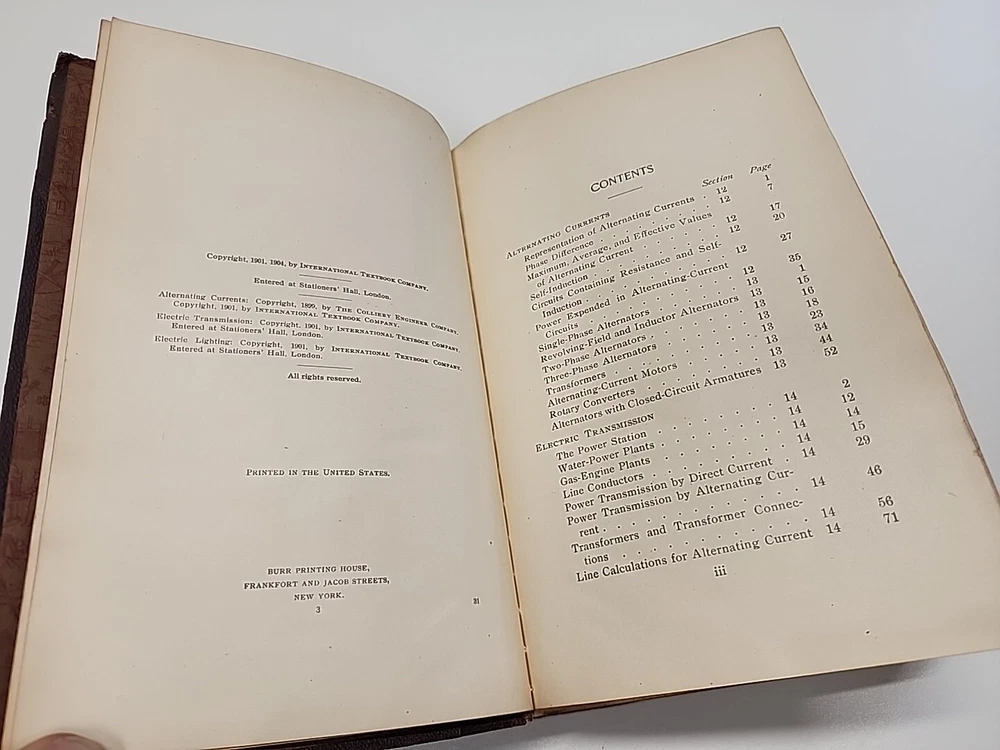 Copyright, 1901, 1904, by INTERNATIONAL TEXTBOOK COMPANY.
Entered at Stationers' Hall, London.
Alternating Currents: Copyright, 1899, by THE COLLIERY ENGINEER COMPANY.
Copyright, 1901, by INTERNATIONAL TEXTBOOK COMPANY.
Electric Transmission: Copyright, 1901, by INTERNATIONAL TEXTBOOK COMPANY.
Entered at Stationers' Hall, London.
Electric Lighting: Copyright, 1901, by INTERNATIONAL TEXTBOOK COMPANY.
Entered at Stationers' Hall, London.
All rights reserved.
PRINTED IN THE UNITED STATES.
BURR PRINTING HOUSE,
FRANKFORT AND JACOB STREETS,
NEW YORK.
3
31
CONTENTS
ALTERNATING CURRENTS Section Page
Representation of Alternating Currents . 12 1
Phase Difference . . . . . . . 12 7
Maximum, Average, and Effective Values
of Alternating Current . . . . . 12 17
Self-Induction . . . . . . . . 12 20
Circuits Containing Resistance and Self-
Induction . . . . . . . . . 12 27
Power Expended in Alternating-Current
Circuits . . . . . . . . . 12 35
Single-Phase Alternators . . . . . 13 1
Revolving-Field and Inductor Alternators 13 15
Two-Phase Alternators . . . . . 13 16
Three-Phase Alternators . . . . . 13 18
Transformers . . . . . . . . 13 23
Alternating-Current Motors . . . . 13 34
Rotary Converters . . . . . . . 13 44
Alternators with Closed-Circuit Armatures 13 52
ELECTRIC TRANSMISSION
The Power Station . . . . . . . 14 2
Water-Power Plants . . . . . . 14 12
Gas-Engine Plants . . . . . . . 14 14
Line Conductors . . . . . . . 14 15
Power Transmission by Direct Current . 14 29
Power Transmission by Alternating Cur-
rent . . . . . . . . . . . 14 46
Transformers and Transformer Connec-
tions . . . . . . . . . . 14 56
Line Calculations for Alternating Current 14 71
iii